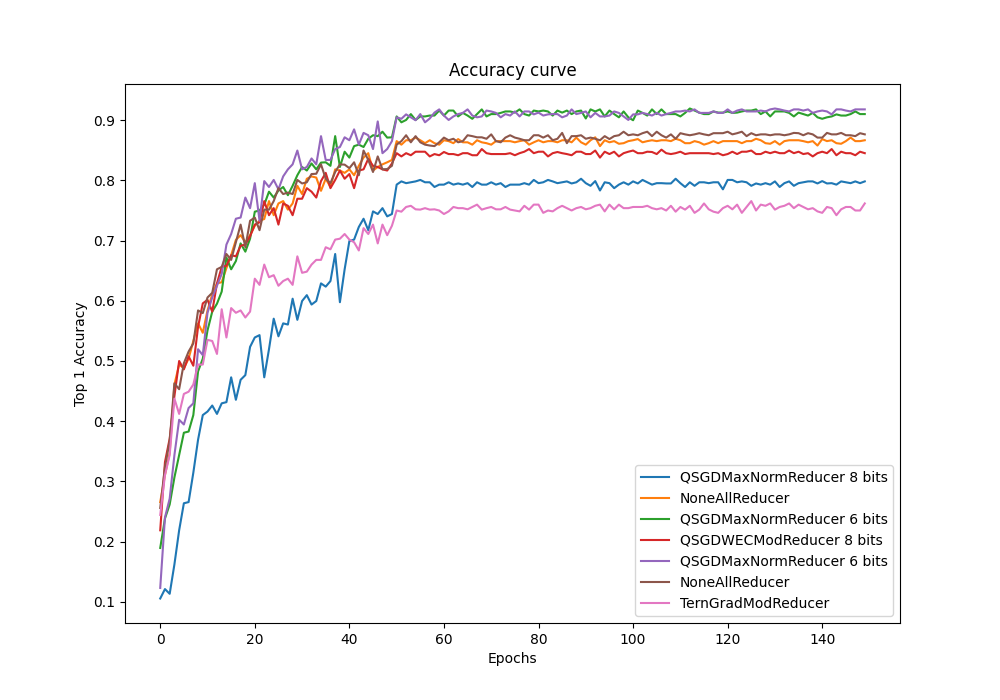 Accuracy curve
Top 1 Accuracy
0.9
0.8
0.7
0.6
0.5
0.4
0.3
0.2
0.1
QSGDMaxNormReducer 8 bits
NoneAllReducer
QSGDMaxNormReducer 6 bits
QSGDWECModReducer 8 bits
QSGDMaxNormReducer 6 bits
NoneAllReducer
TernGradModReducer
0 20 40 60 80 100 120 140
Epochs